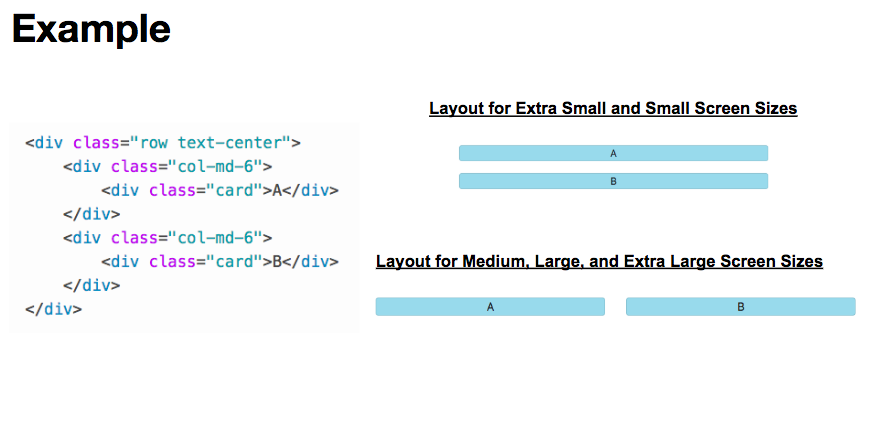 Example
<div class="row text-center">
<div class="col-md-6">
<div class="card">A</div>
</div>
<div class="col-md-6">
<div class="card">B</div>
</div>
</div>
Layout for Extra Small and Small Screen Sizes
A
B
Layout for Medium, Large, and Extra Large Screen Sizes
A B